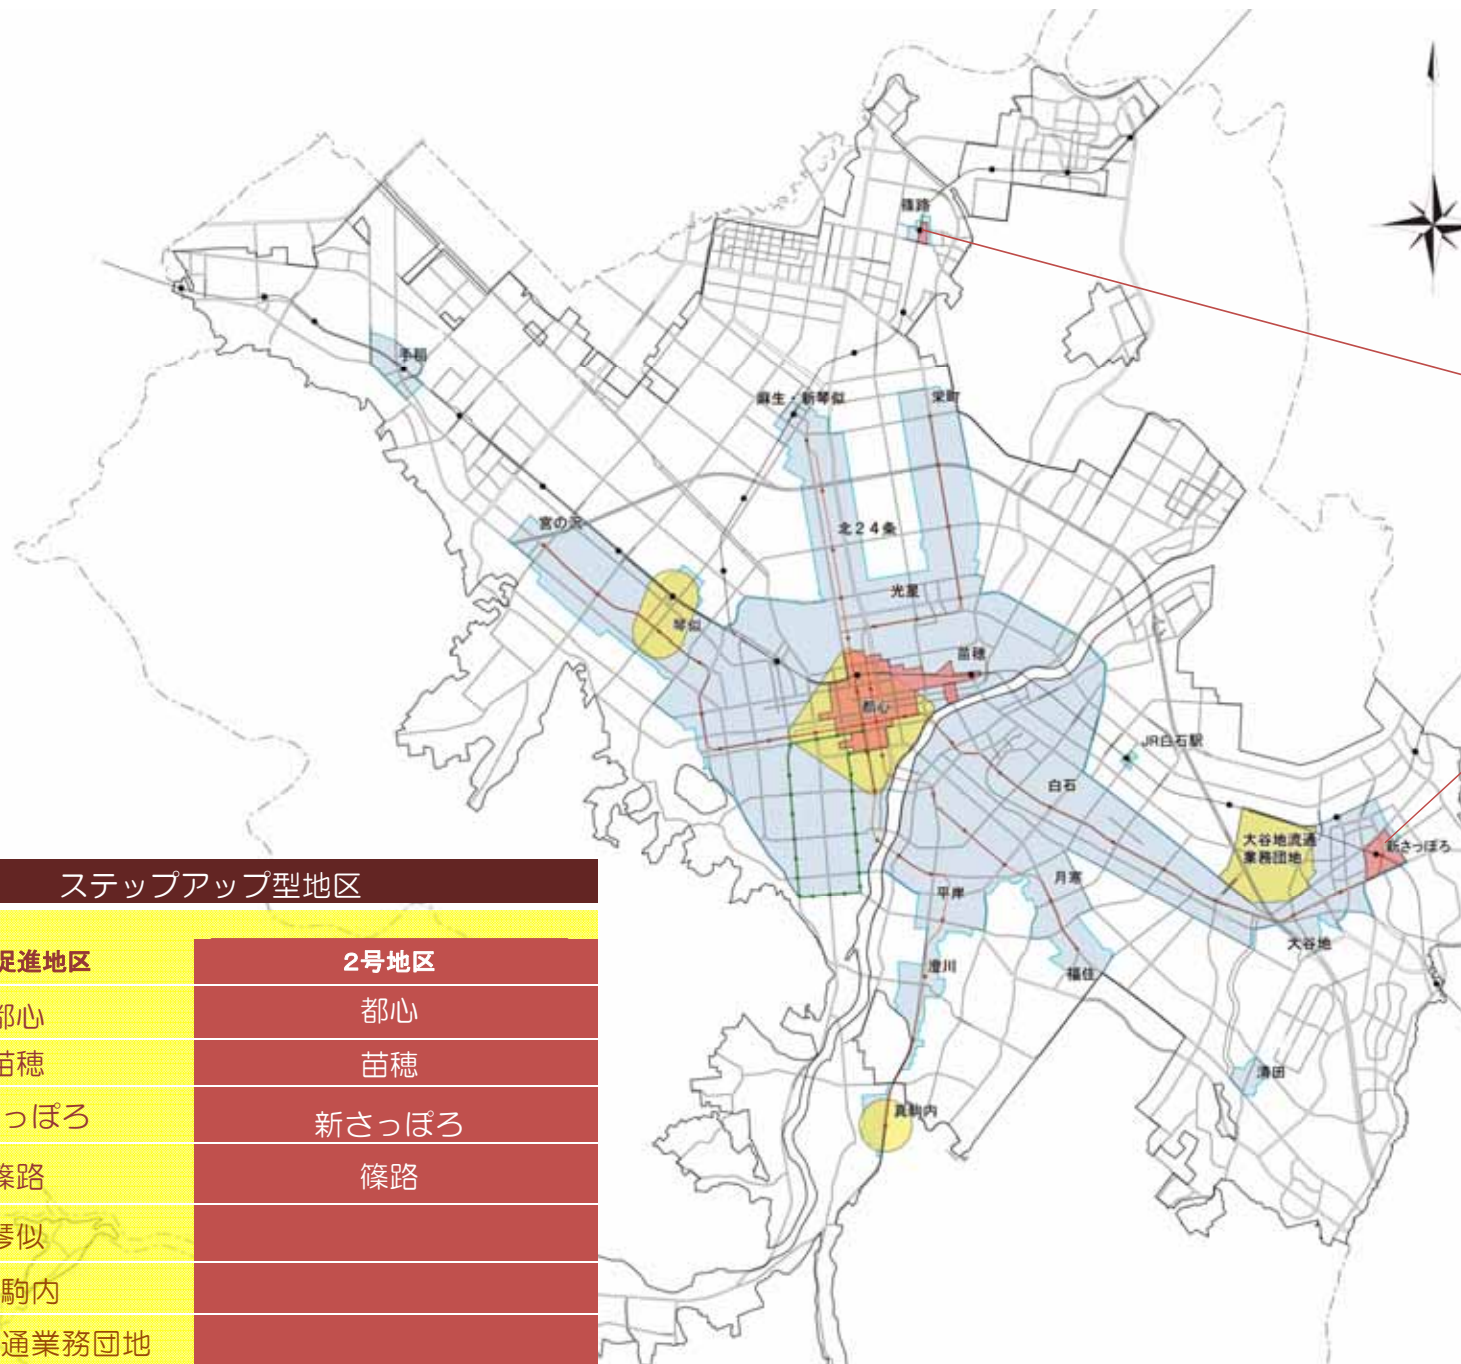 篠路
手稲
麻生・新琴似
栄町
宮の沢
北24条
光星
琴似
苗穂
都心
JR白石駅
白石
大谷地流通
業務団地
新さっぽろ
月寒
平岸
大谷地
澄川
福住
清田
真駒内
ステップアップ型地区
促進地区 2号地区
都心 都心
苗穂 苗穂
っぽろ 新さっぽろ
篠路 篠路
琴似
駒内
通業務団地